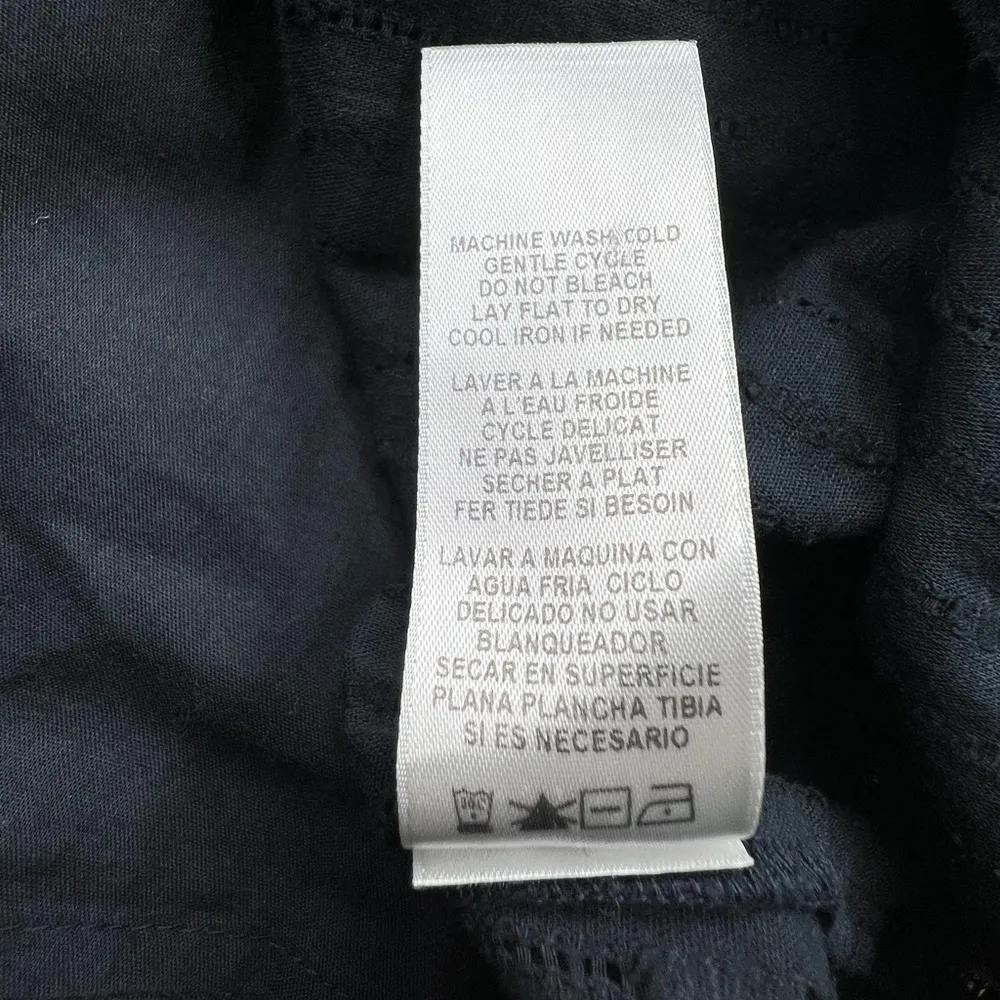 MACHINE WASH COLD
GENTLE CYCLE
DO NOT BLEACH
LAY FLAT TO DRY
COOL IRON IF NEEDED
LAVER A LA MACHINE
A L'EAU FROIDE
CYCLE DELICAT
NE PAS JAVELLISER
SECHER A PLAT
FER TIEDE SI BESOIN
LAVAR A MAQUINA CON
AGUA FRIA CICLO
DELICADO NO USAR
BLANQUEADOR
SECAR EN SUPERFICIE
PLANA PLANCHA TIBIA
SI ES NECESARIO